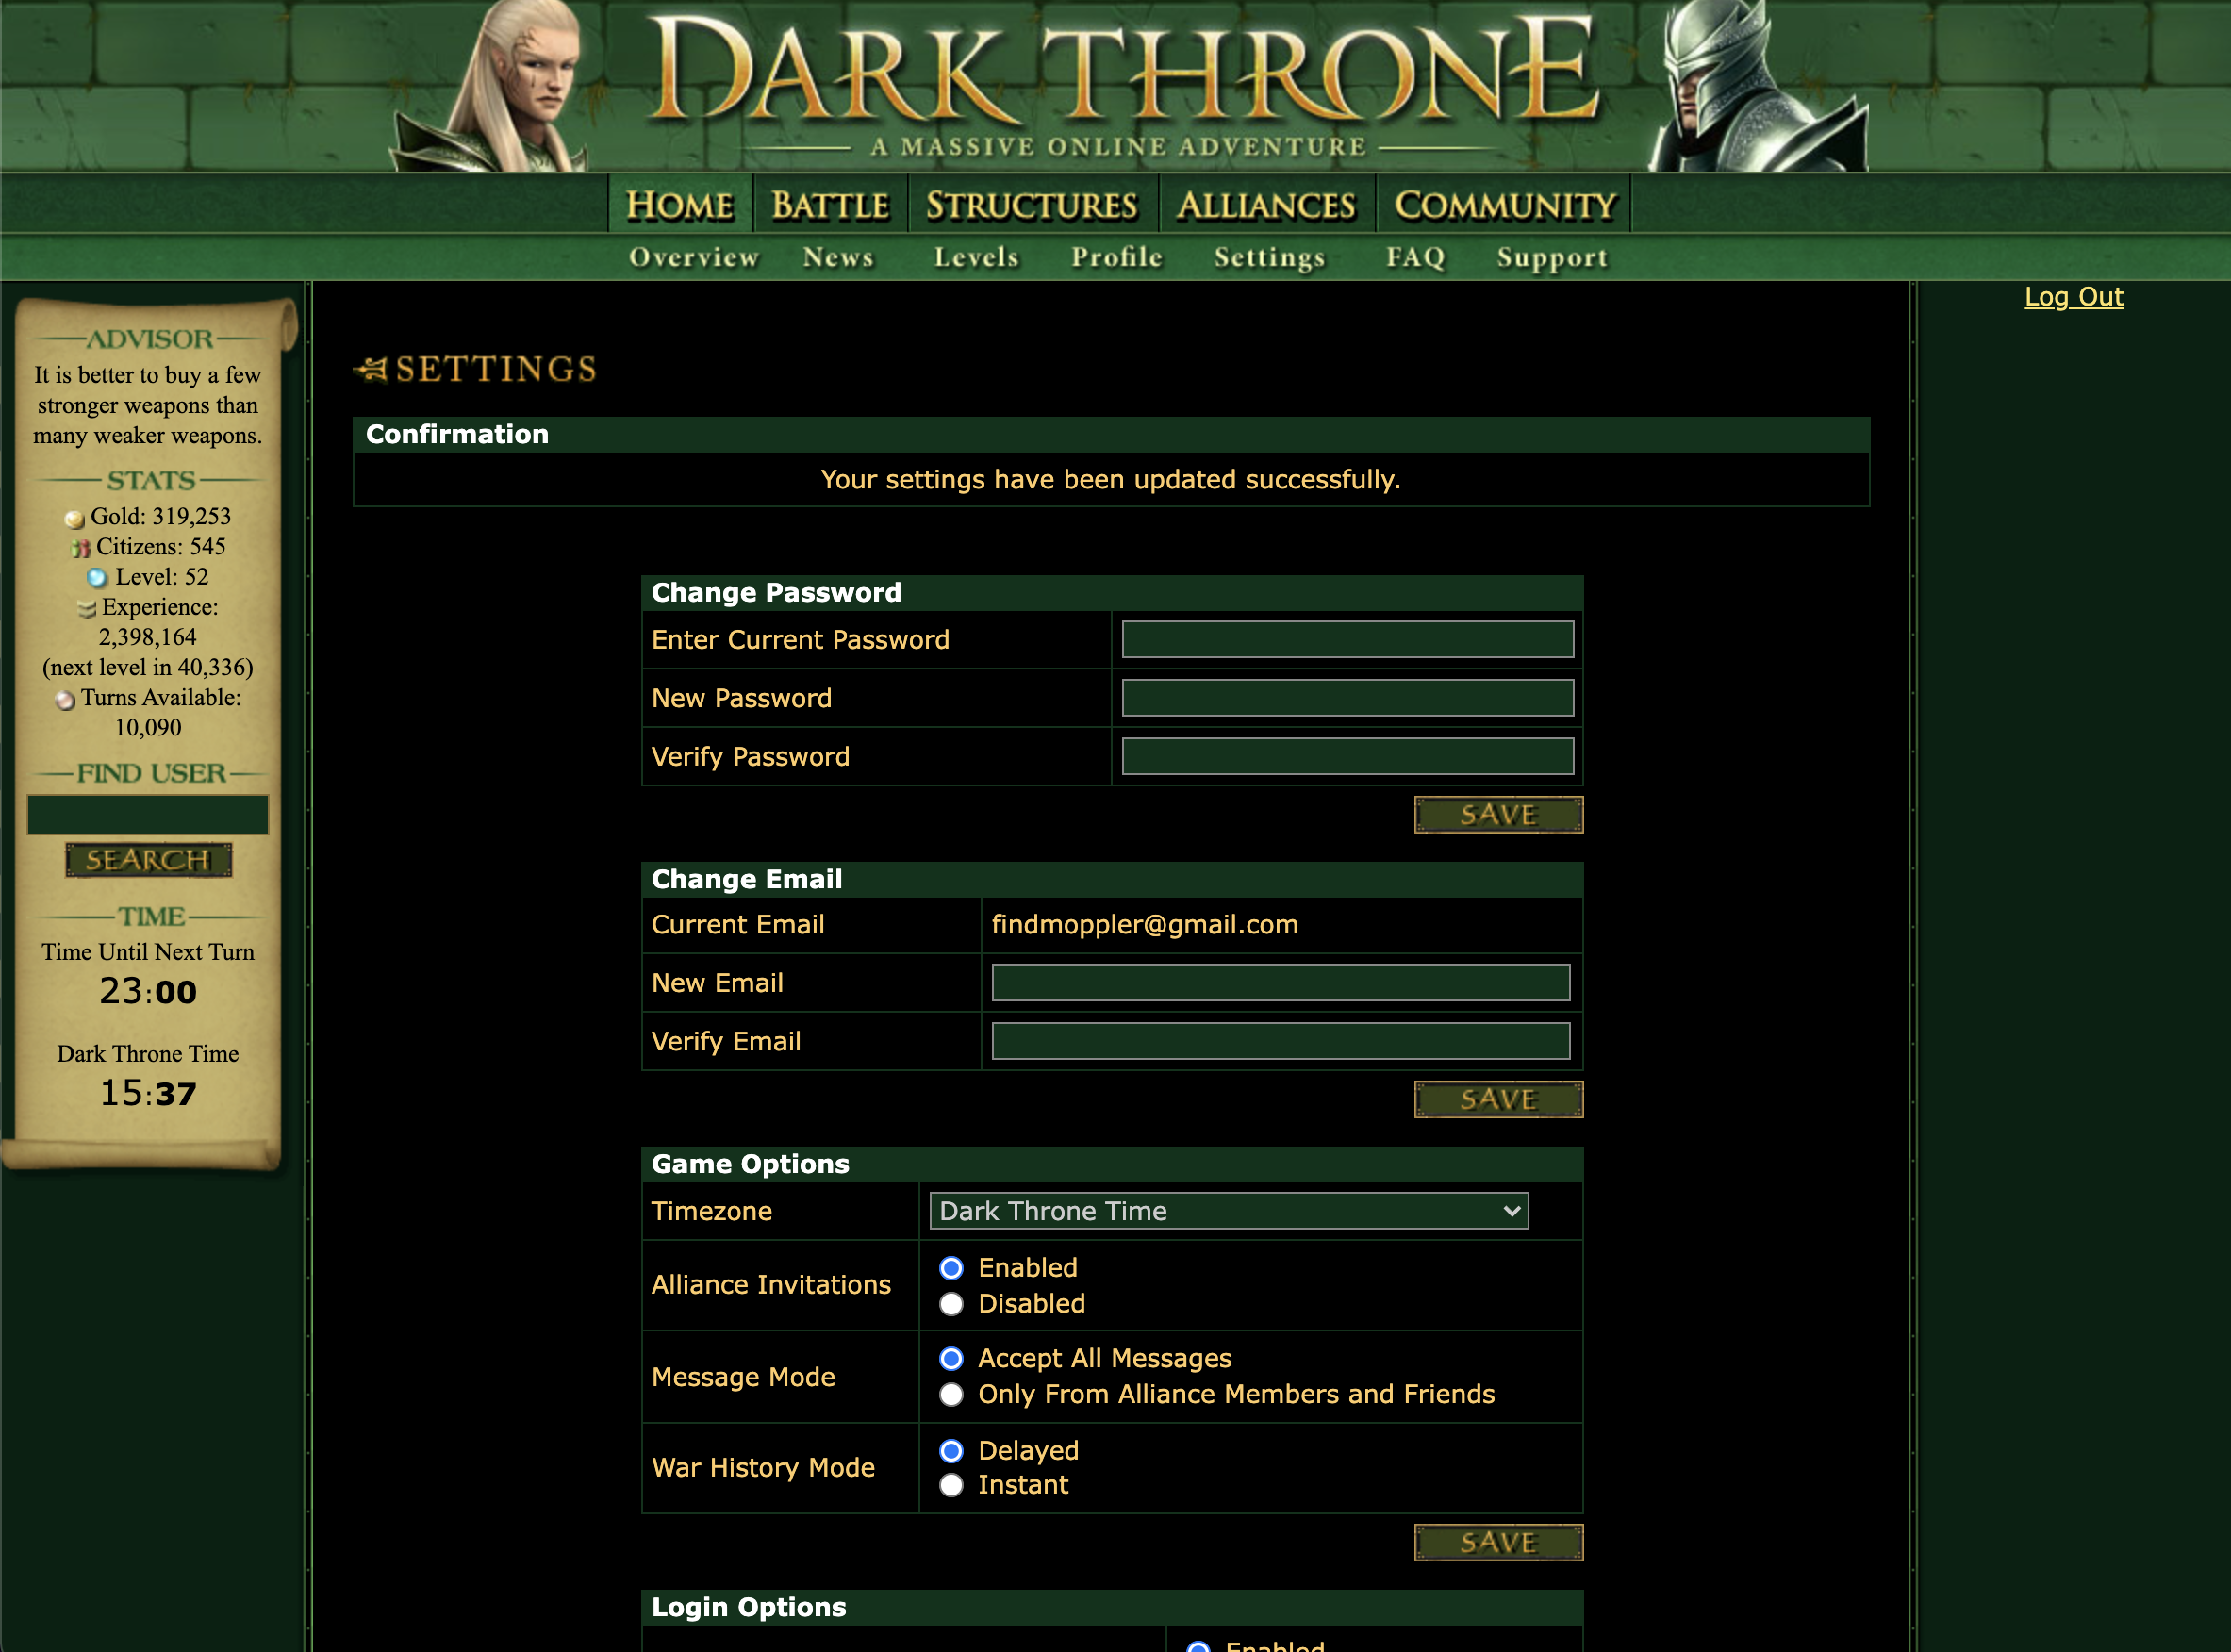 DARK THRONE
A MASSIVE ONLINE ADVENTURE
HOME BATTLE STRUCTURES ALLIANCES COMMUNITY
Overview News Levels Profile Settings FAQ Support
Log Out
ADVISOR
It is better to buy a few
stronger weapons than
many weaker weapons.
STATS
Gold: 319,253
Citizens: 545
Level: 52
Experience:
2,398,164
(next level in 40,336)
Turns Available:
10,090
FIND USER
SEARCH
TIME
Time Until Next Turn
23:00
Dark Throne Time
15:37
SETTINGS
Confirmation
Your settings have been updated successfully.
Change Password
Enter Current Password
New Password
Verify Password
SAVE
Change Email
Current Email findmoppler@gmail.com
New Email
Verify Email
SAVE
Game Options
Timezone Dark Throne Time
Alliance Invitations
Enabled
Disabled
Message Mode
Accept All Messages
Only From Alliance Members and Friends
War History Mode
Delayed
Instant
SAVE
Login Options
Enabled